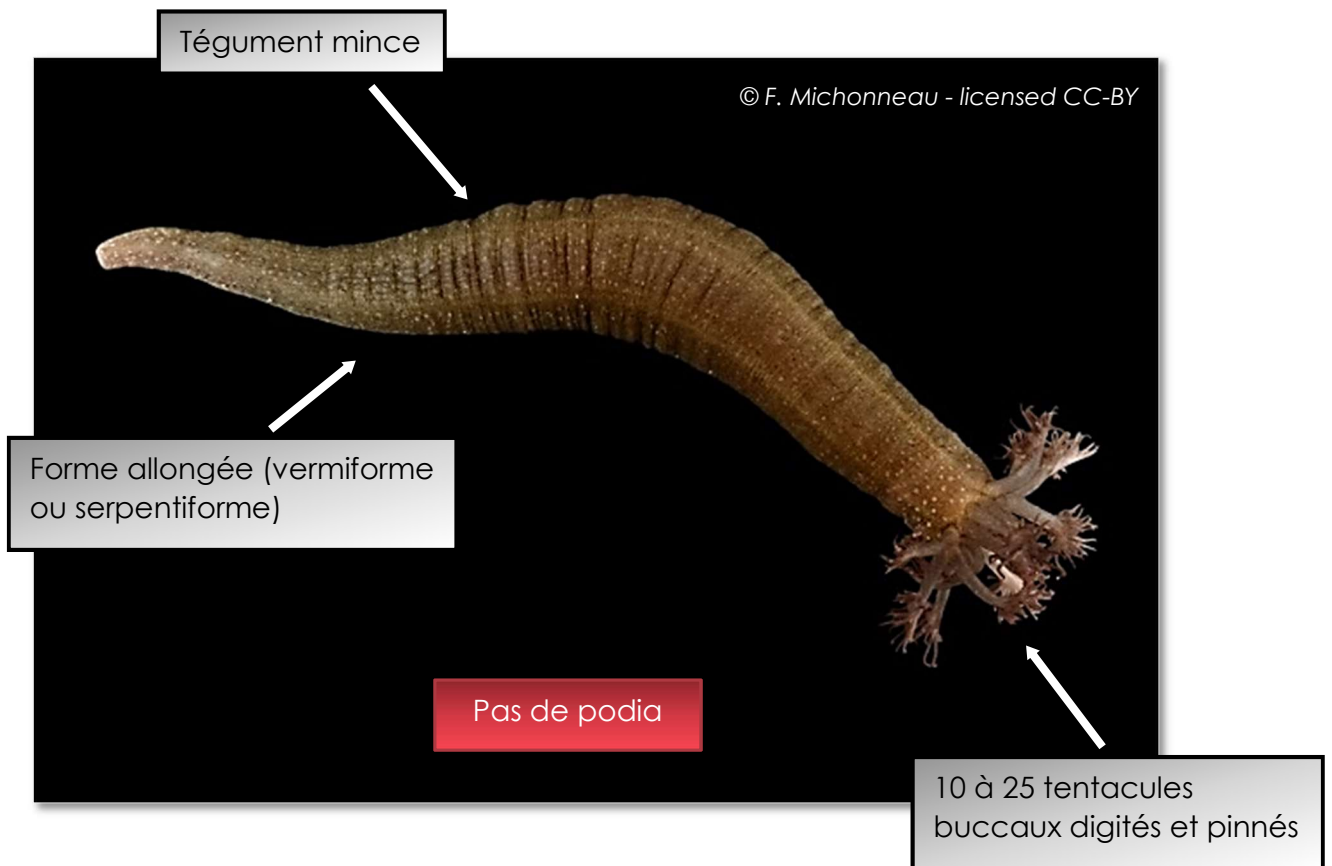 Tégument mince
© F. Michonneau - licensed CC-BY
Forme allongée (vermiforme
ou serpentiforme)
Pas de podia
10 à 25 tentacules
buccaux digités et pinnés